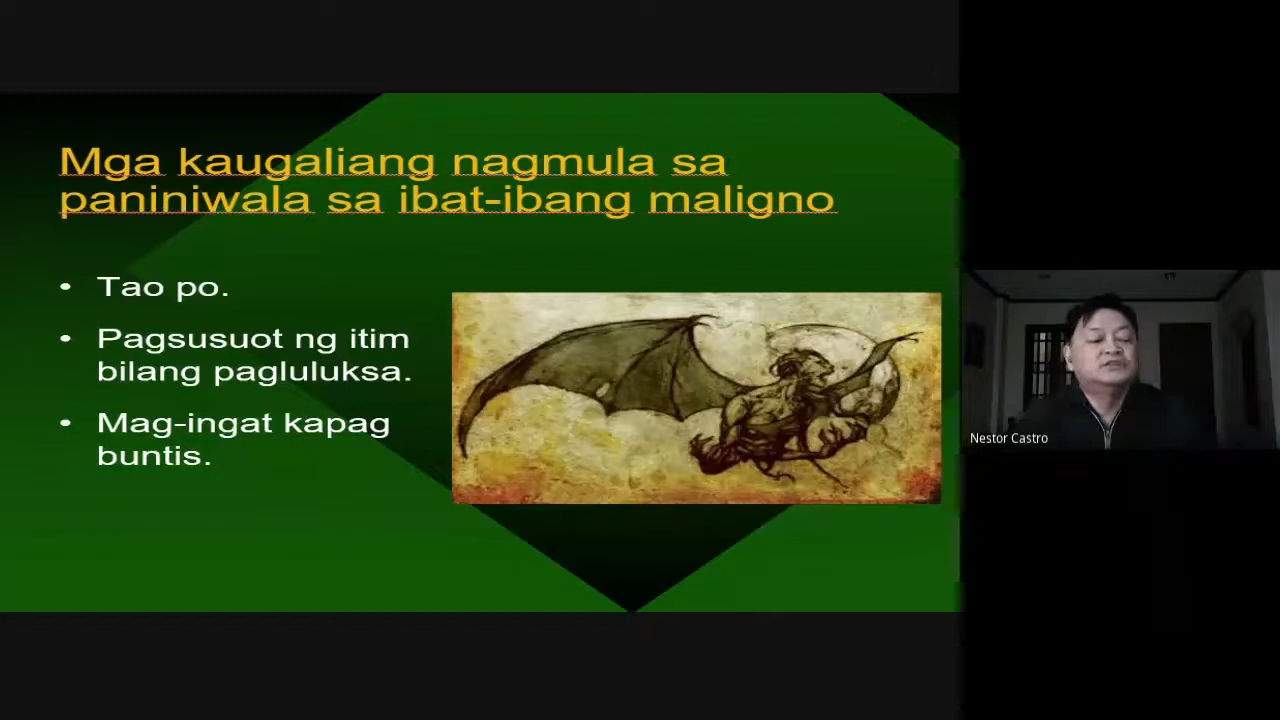 Mga kaugaliang nagmula sa
paniniwala sa ibat-ibang maligno
• Tao po.
• Pagsusuot ng itim
bilang pagluluksa.
• Mag-ingat kapag
buntis.
Nestor Castro